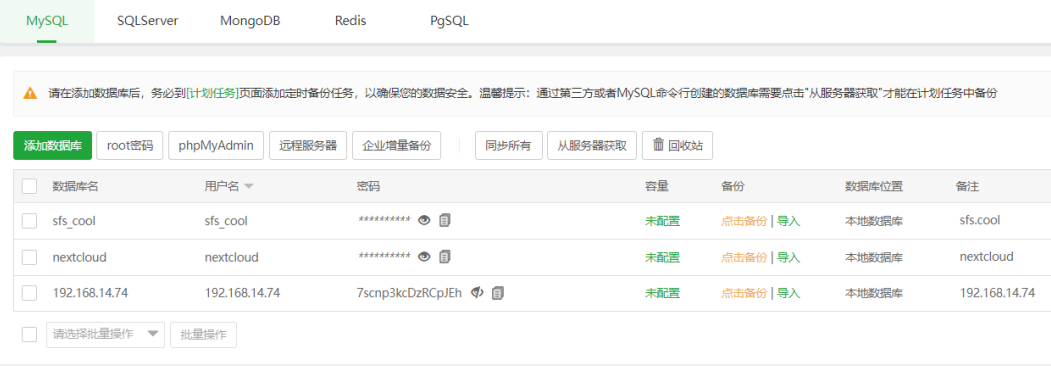 MySQL SQLServer MongoDB Redis PgSQL
请在添加数据库后，务必到[计划任务]页面添加定时备份任务，以确保您的数据安全。温馨提示：通过第三方或者MySQL命令行创建的数据库需要点击"从服务器获取"才能在计划任务中备份
添加数据库 root密码 phpMyAdmin 远程服务器 企业增量备份 同步所有 从服务器获取 回收站
数据库名 用户名 密码 容量 备份 数据库位置 备注
sfs_cool sfs_cool ********** 未配置 点击备份 | 导入 本地数据库 sfs.cool
nextcloud nextcloud ********** 未配置 点击备份 | 导入 本地数据库 nextcloud
192.168.14.74 192.168.14.74 7scnp3kcDzRCpJEh 未配置 点击备份 | 导入 本地数据库 192.168.14.74
请选择批量操作 批量操作